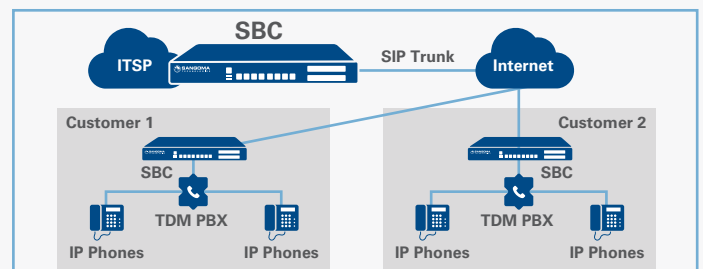 SBC
ITSP
SANGOMA
SIP Trunk
Internet
Customer 1
SBC
TDM PBX
IP Phones
IP Phones
Customer 2
SBC
TDM PBX
IP Phones
IP Phones